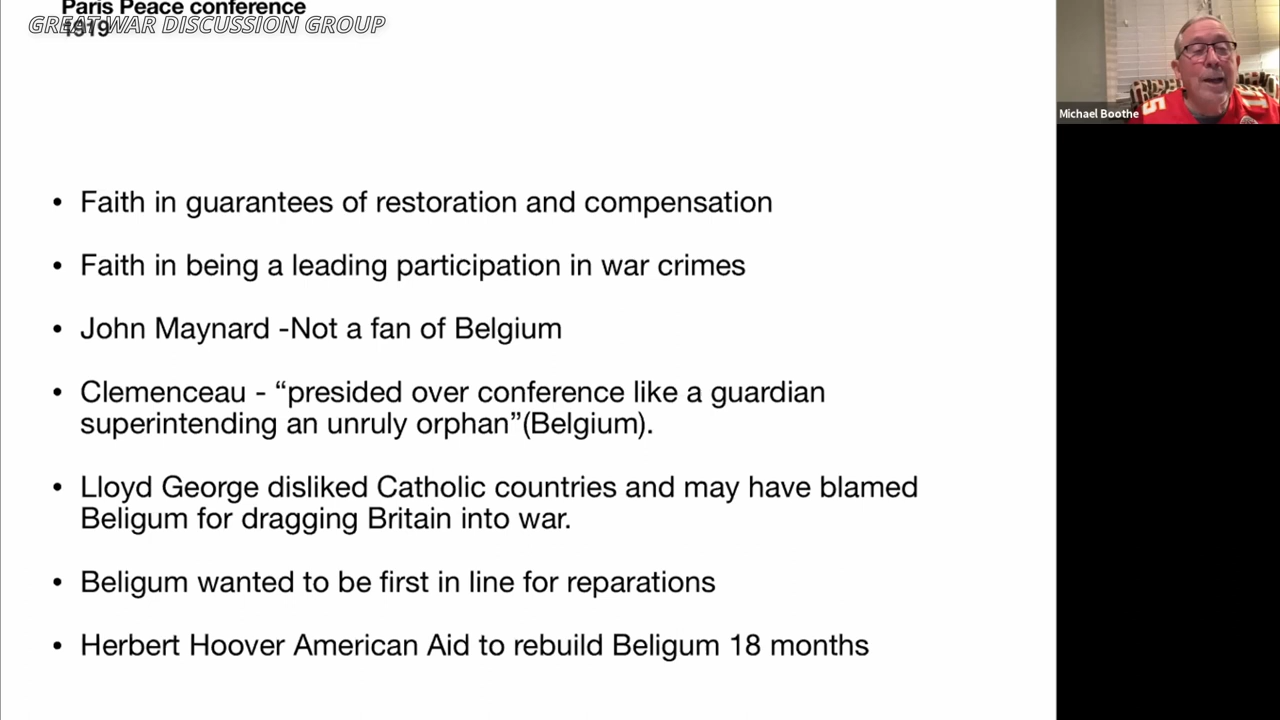 Paris Peace conference
1919
GREAT WAR DISCUSSION GROUP
• Faith in guarantees of restoration and compensation
• Faith in being a leading participation in war crimes
• John Maynard -Not a fan of Belgium
• Clemenceau - “presided over conference like a guardian
superintending an unruly orphan”(Belgium).
• Lloyd George disliked Catholic countries and may have blamed
Beligum for dragging Britain into war.
• Beligum wanted to be first in line for reparations
• Herbert Hoover American Aid to rebuild Beligum 18 months
Michael Boothe
15